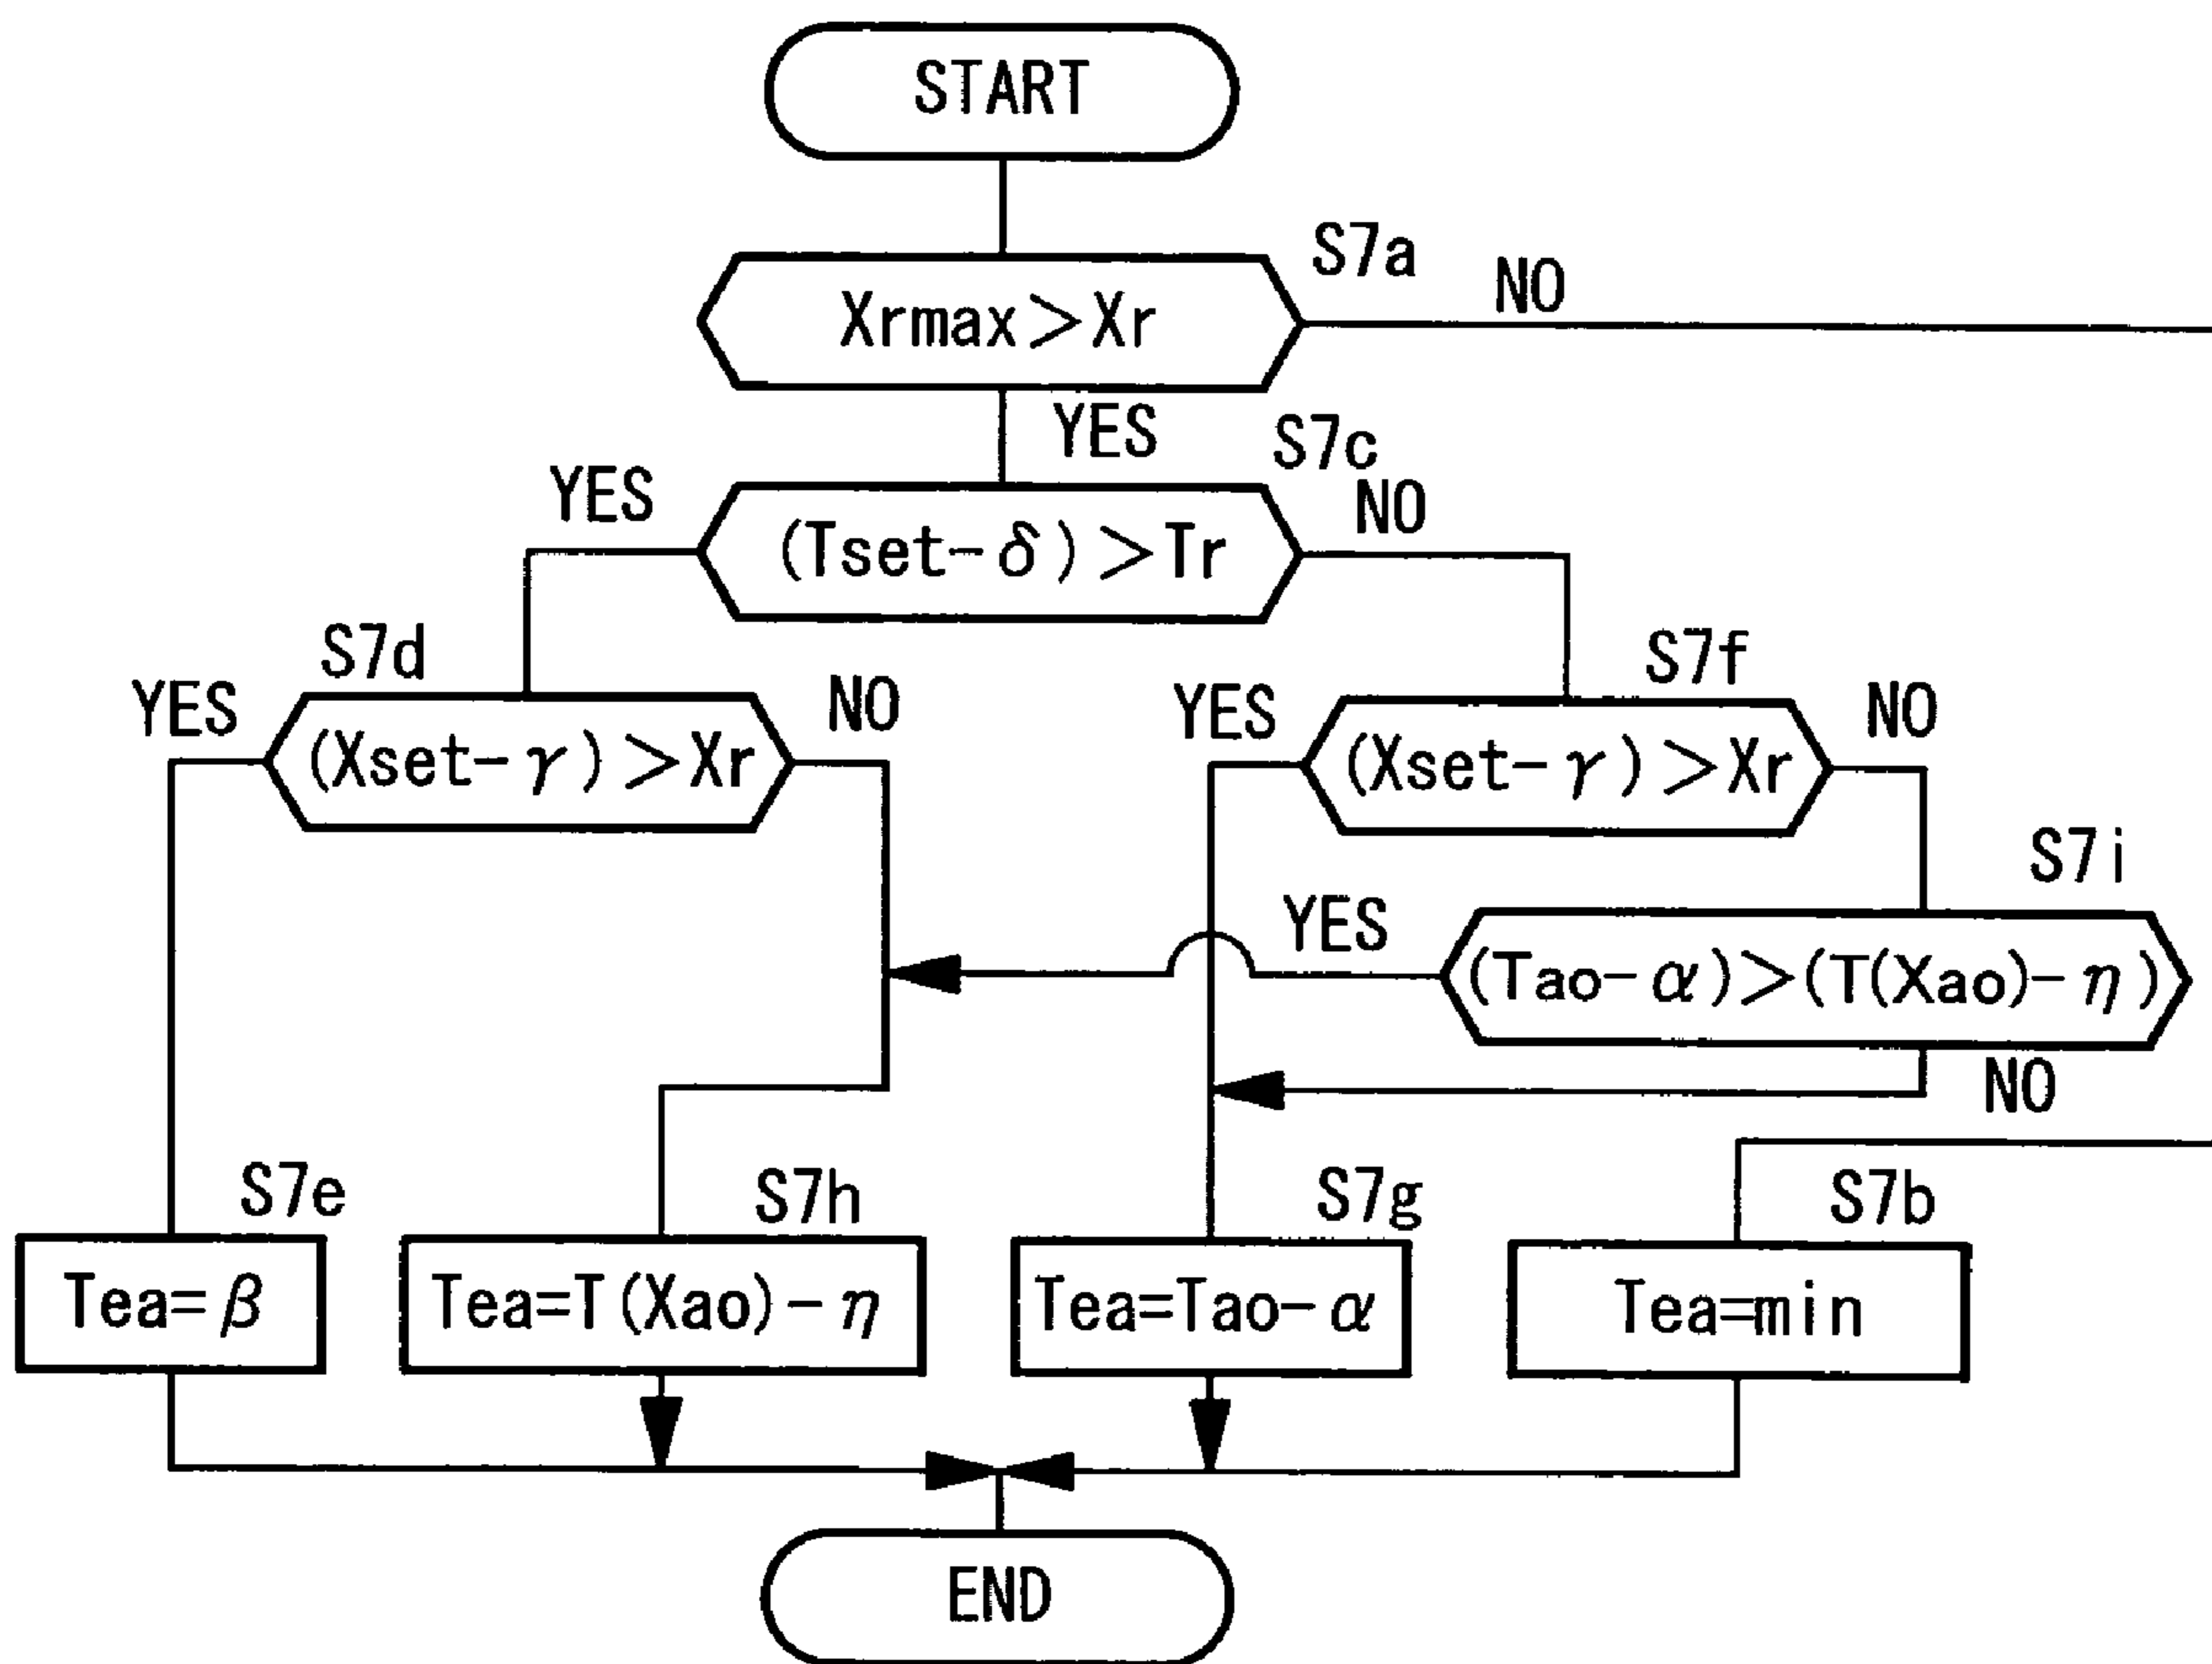 START
S7a
NO
Xrmax＞Xr
YES
S7c
YES
NO
(Tset-δ)＞Tr
S7d
S7f
YES
NO
YES
NO
(Xset-γ)＞Xr
(Xset-γ)＞Xr
S7i
YES
(Tao-α)＞(T(Xao)-η)
NO
S7e
S7h
S7g
S7b
Tea=β
Tea=T(Xao)-η
Tea=Tao-α
Tea=min
END